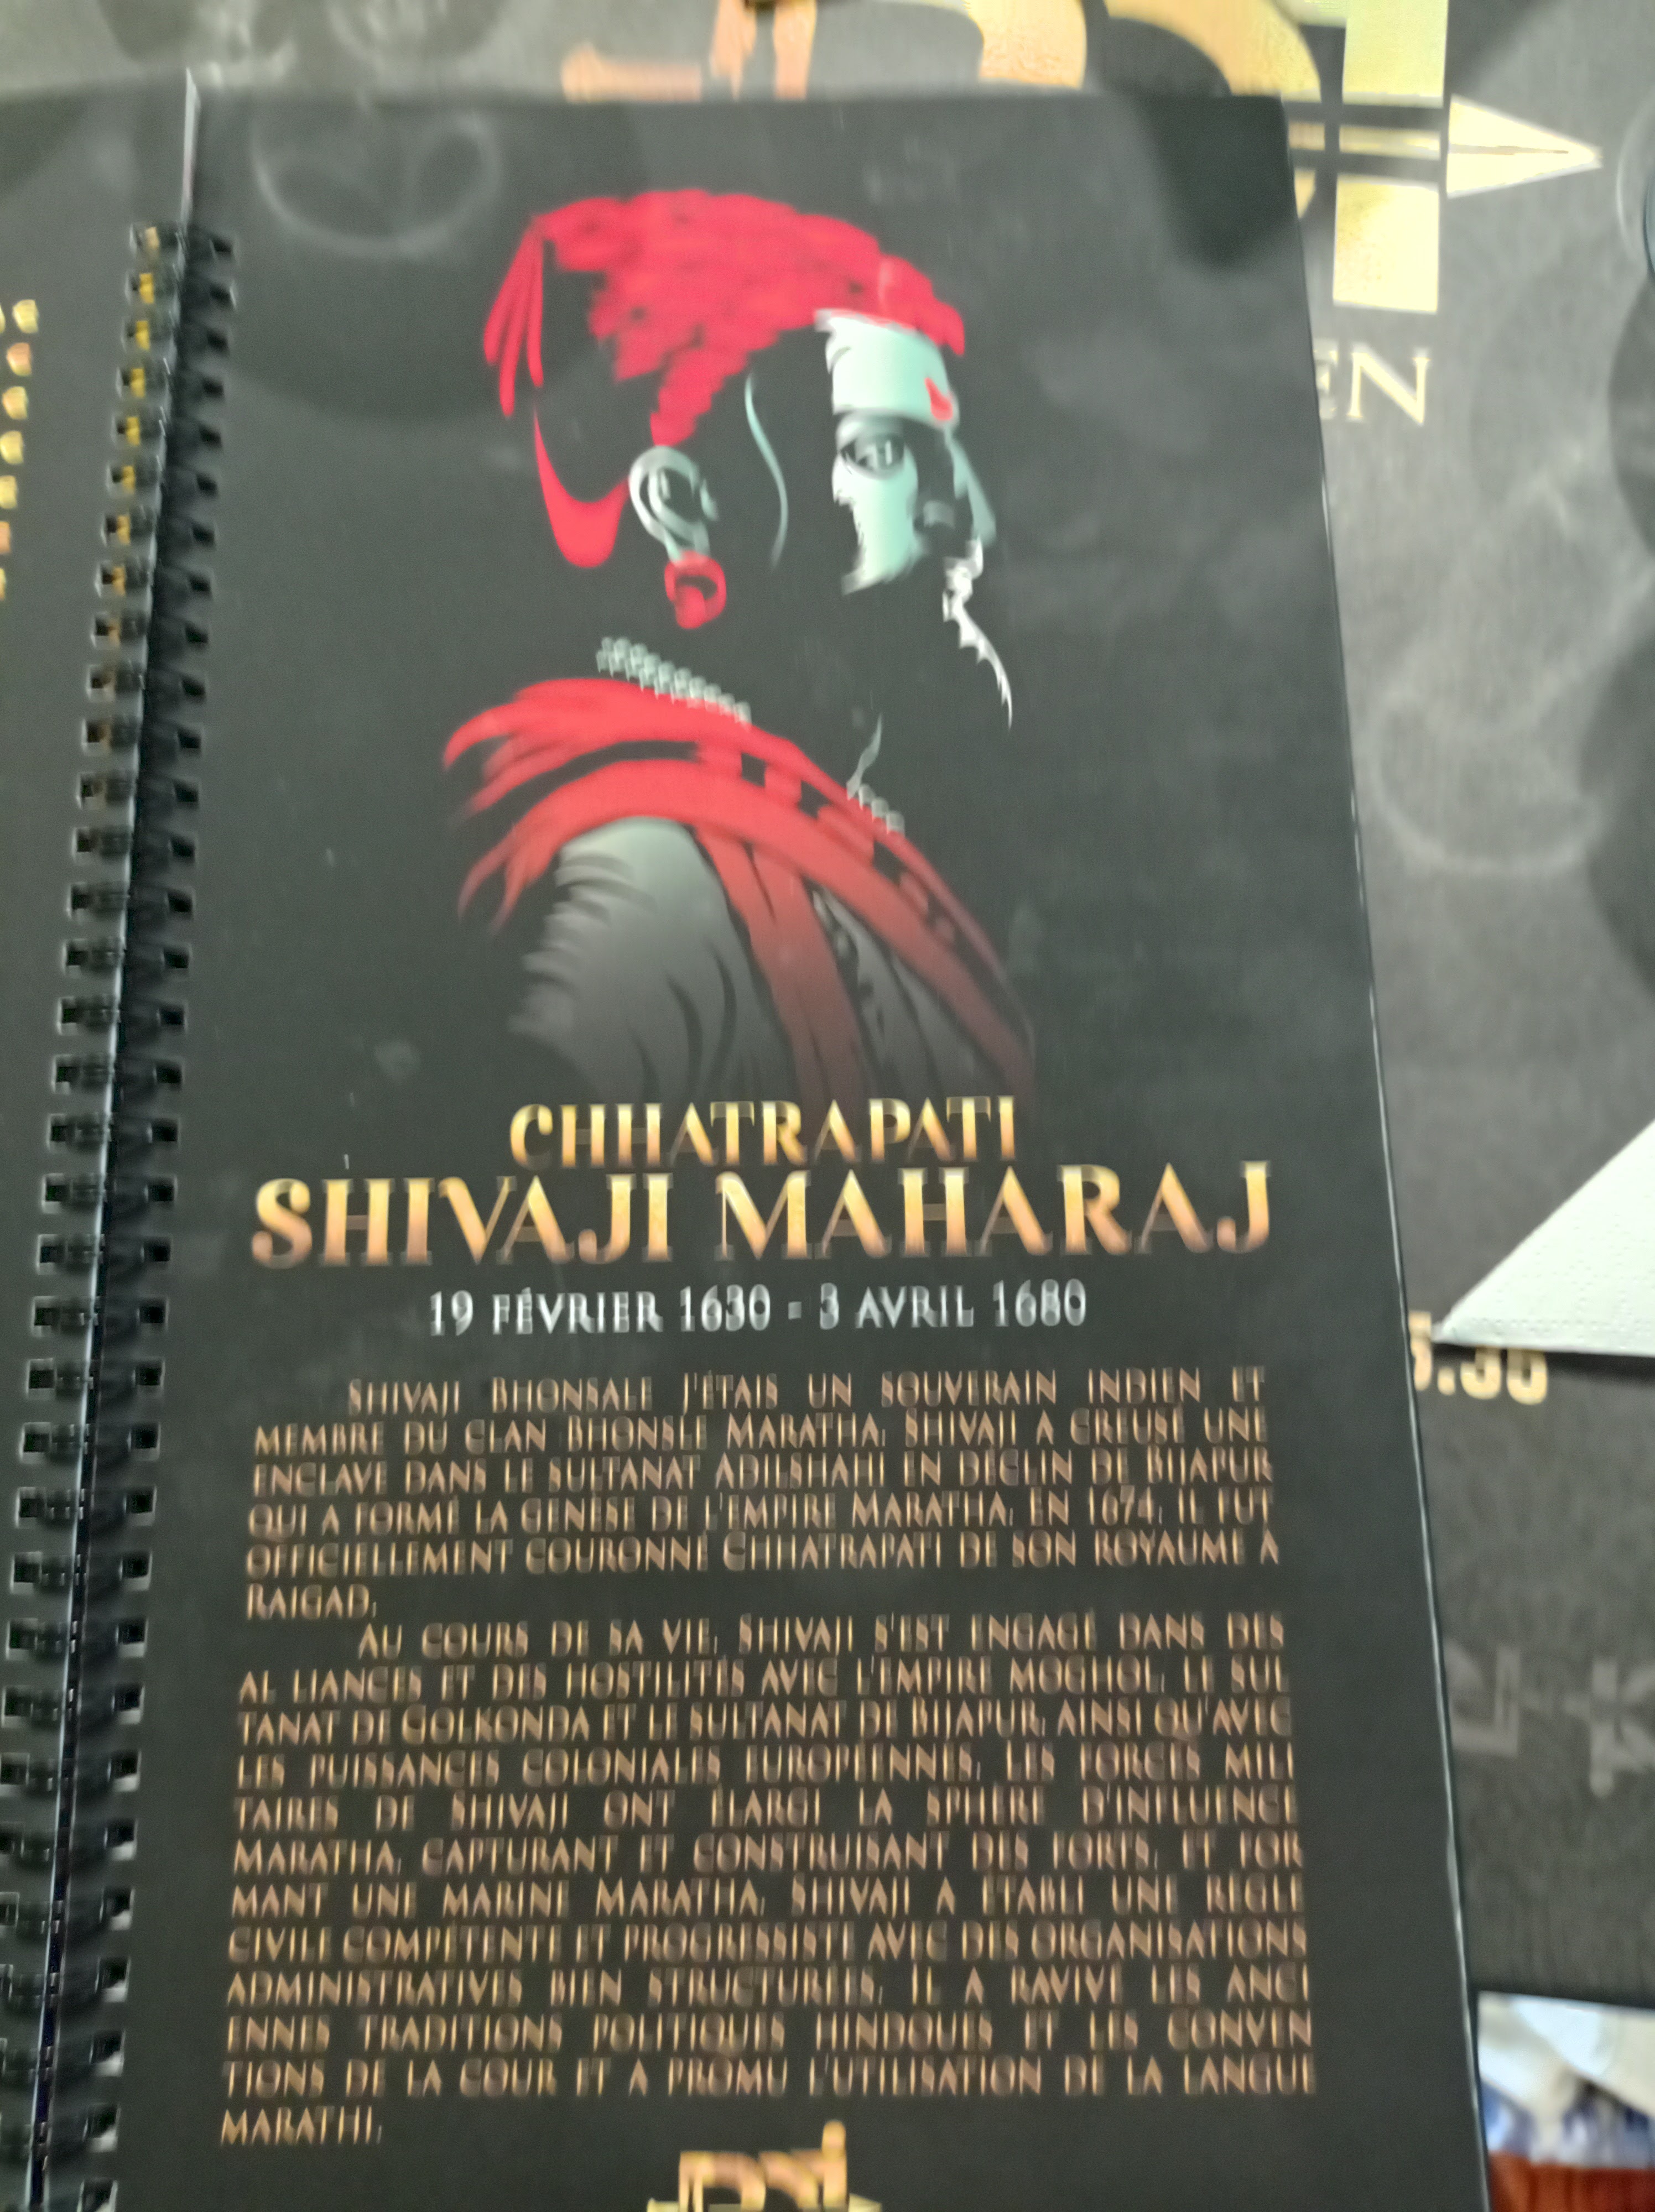 EN
CHHATRAPATI
SHIVAJI MAHARAJ
19 FÉVRIER 1630 - 3 AVRIL 1680
SHIVAJI BHONSALE J'ÉTAIS UN SOUVERAIN INDIEN ET
MEMBRE DU CLAN BHONSLE MARATHA. SHIVAJI A CREUSÉ UNE
ENCLAVE DANS LE SULTANAT ADILSHAHI EN DÉCLIN DE BIJAPUR
QUI A FORMÉ LA GENÈSE DE L'EMPIRE MARATHA. EN 1674, IL FUT
OFFICIELLEMENT COURONNÉ CHHATRAPATI DE SON ROYAUME À
RAIGAD.
AU COURS DE SA VIE, SHIVAJI S'EST ENGAGÉ DANS DES
AL LIANCES ET DES HOSTILITÉS AVEC L'EMPIRE MOGHOL, LE SUL
TANAT DE GOLKONDA ET LE SULTANAT DE BIJAPUR, AINSI QU'AVEC
LES PUISSANCES COLONIALES EUROPÉENNES. LES FORCES MILI
TAIRES DE SHIVAJI ONT ÉLARGI LA SPHÈRE D'INFLUENCE
MARATHA, CAPTURANT ET CONSTRUISANT DES FORTS, ET FOR
MANT UNE MARINE MARATHA. SHIVAJI A ÉTABLI UNE RÈGLE
CIVILE COMPÉTENTE ET PROGRESSISTE AVEC DES ORGANISATIONS
ADMINISTRATIVES BIEN STRUCTURÉES. IL A RAVIVÉ LES ANCI
ENNES TRADITIONS POLITIQUES HINDOUES ET LES CONVEN
TIONS DE LA COUR ET A PROMU L'UTILISATION DE LA LANGUE
MARATHI.